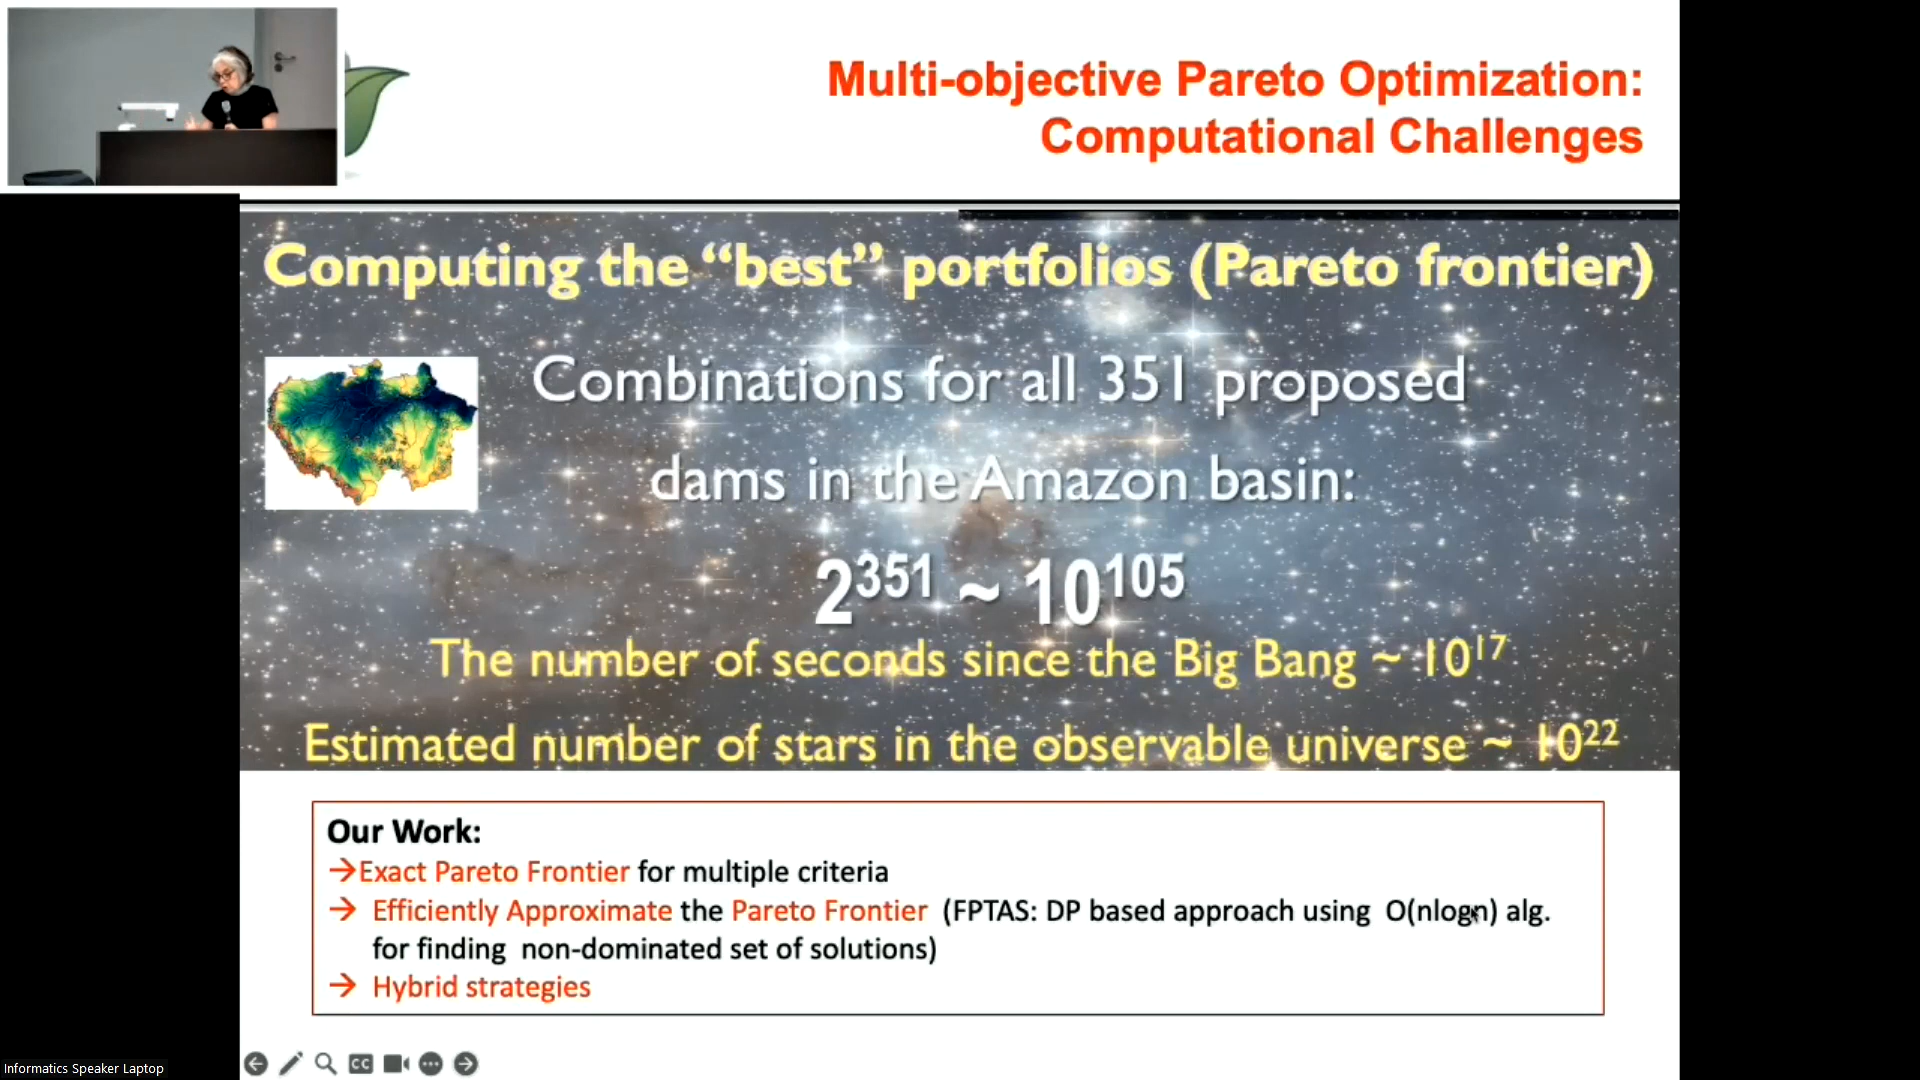 Multi-objective Pareto Optimization:
Computational Challenges
Computing the “best” portfolios (Pareto frontier)
Combinations for all 351 proposed
dams in the Amazon basin:
2³⁵¹ ~ 10¹⁰⁵
The number of seconds since the Big Bang ~ 10¹⁷
Estimated number of stars in the observable universe ~ 10²²
Our Work:
→Exact Pareto Frontier for multiple criteria
→ Efficiently Approximate the Pareto Frontier (FPTAS: DP based approach using O(nlogn) alg.
for finding non-dominated set of solutions)
→ Hybrid strategies
CC
Informatics Speaker Laptop